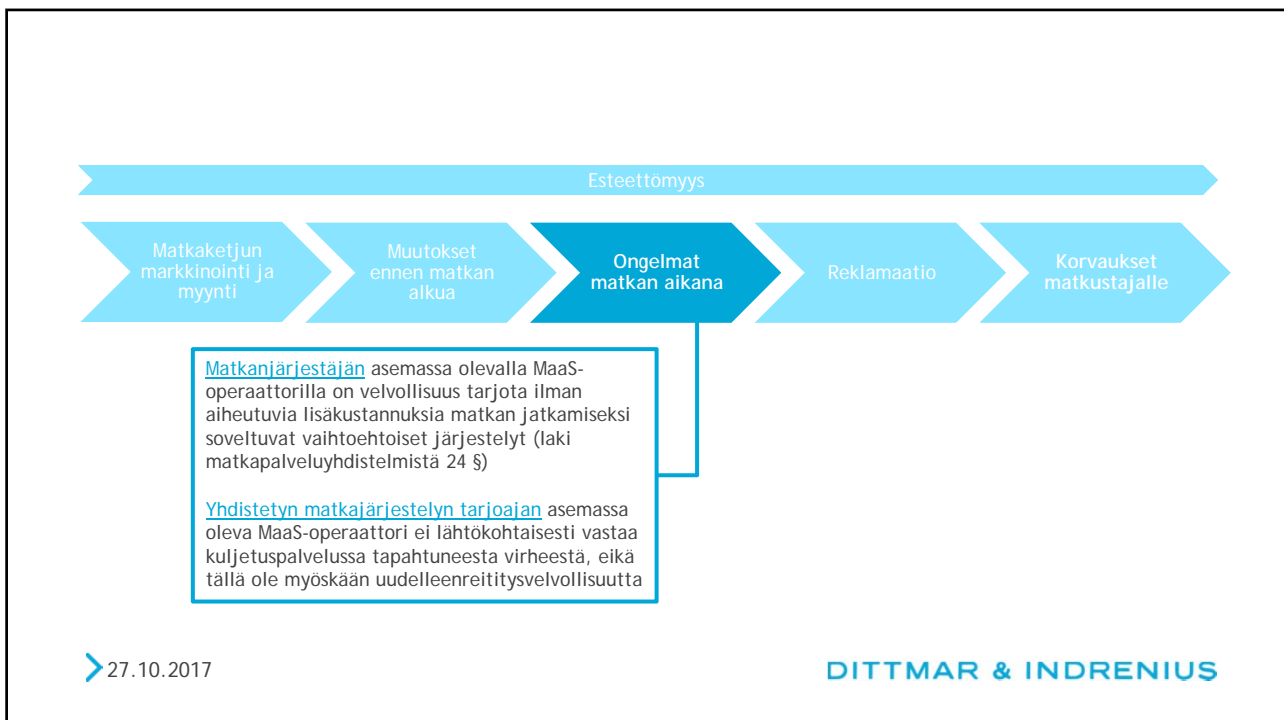 Esteettömyys
Matkaketjun
markkinointi ja
myynti
Muutokset
ennen matkan
alkua
Ongelmat
matkan aikana
Reklamaatio
Korvaukset
matkustajalle
Matkanjärjestäjän asemassa olevalla MaaS-
operaattorilla on velvollisuus tarjota ilman
aiheutuvia lisäkustannuksia matkan jatkamiseksi
soveltuvat vaihtoehtoiset järjestelyt (laki
matkapalveluyhdistelmistä 24 §)
Yhdistetyn matkajärjestelyn tarjoajan asemassa
oleva MaaS-operaattori ei lähtökohtaisesti vastaa
kuljetuspalvelussa tapahtuneesta virheestä, eikä
tällä ole myöskään uudelleenreititysvelvollisuutta
27.10.2017
DITTMAR & INDRENIUS